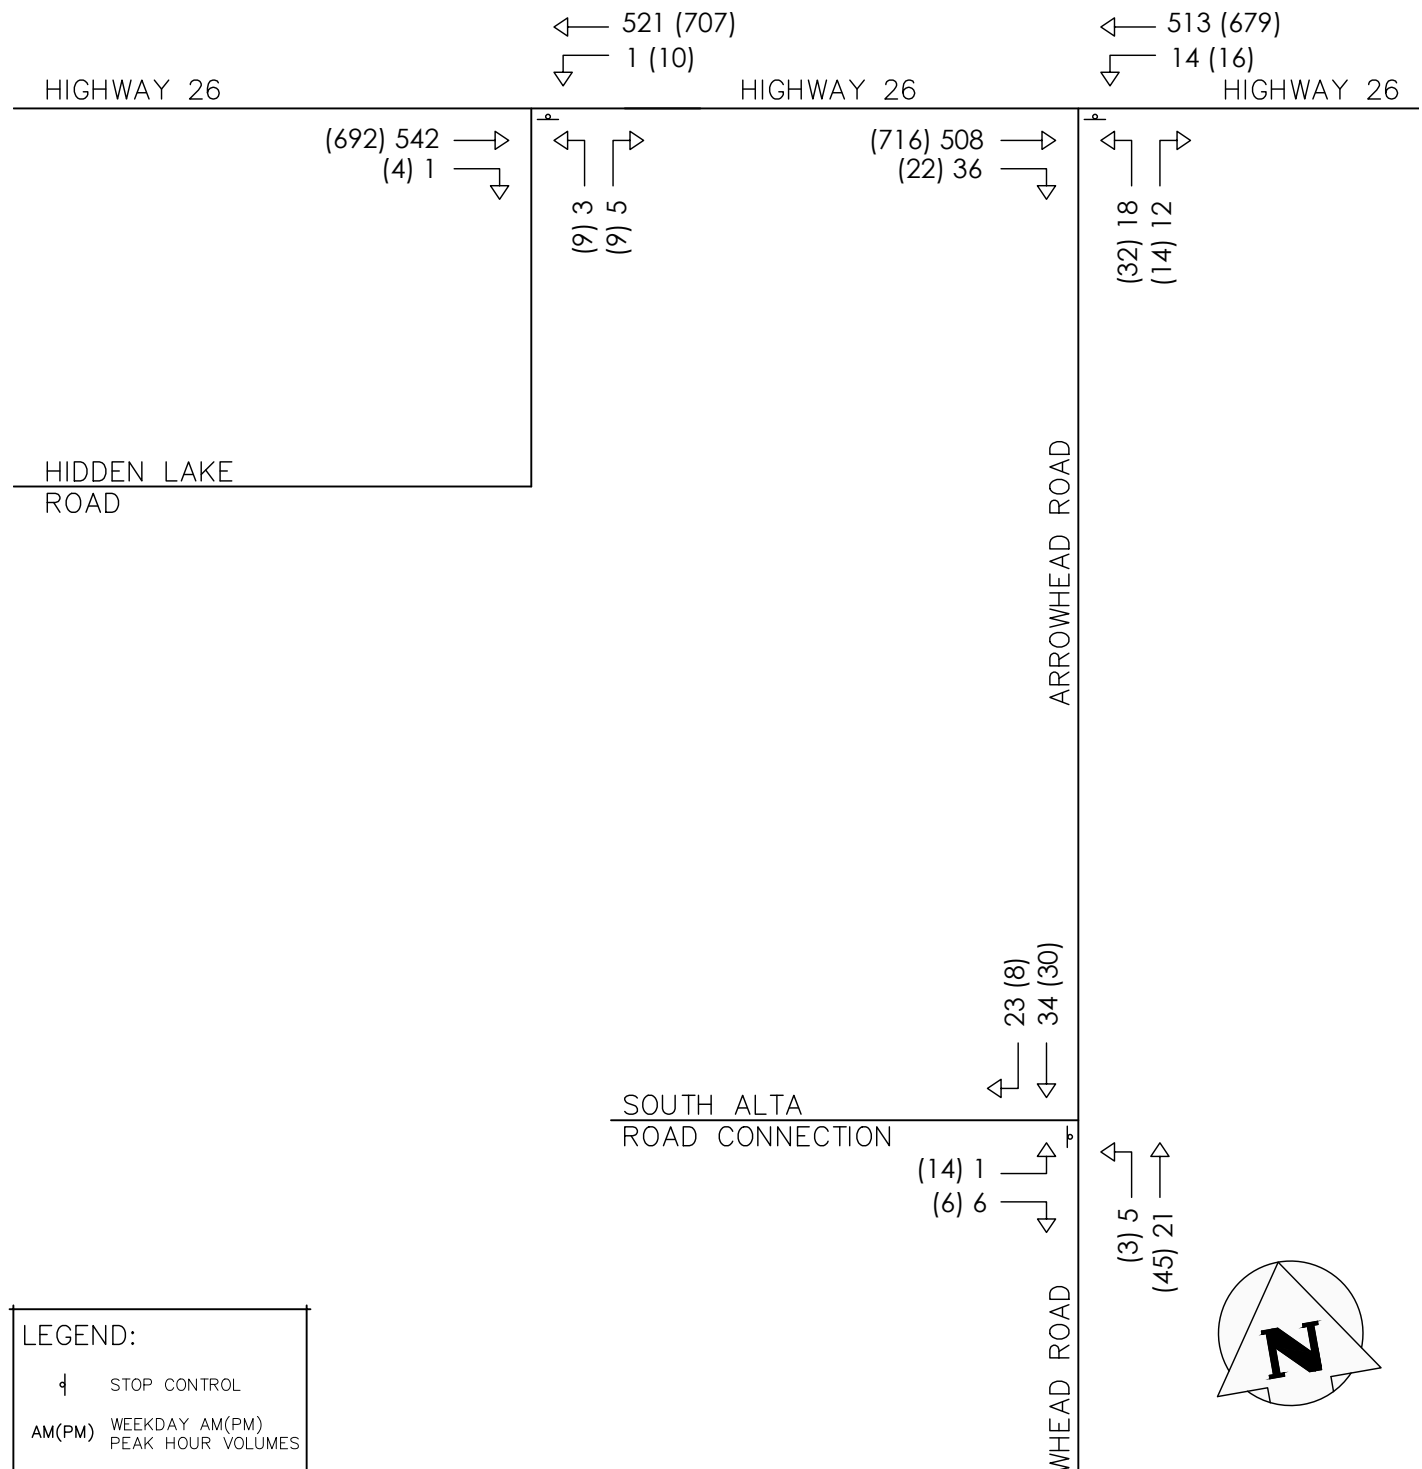 521 (707)
1 (10)
513 (679)
14 (16)
HIGHWAY 26
HIGHWAY 26
HIGHWAY 26
(692) 542
(4) 1
(9) 3
(9) 5
(716) 508
(22) 36
(32) 18
(14) 12
HIDDEN LAKE
ROAD
ARROWHEAD ROAD
23 (8)
34 (30)
SOUTH ALTA
ROAD CONNECTION
(14) 1
(6) 6
(3) 5
(45) 21
WHEAD ROAD
N
LEGEND:
STOP CONTROL
AM(PM) WEEKDAY AM(PM)
PEAK HOUR VOLUMES